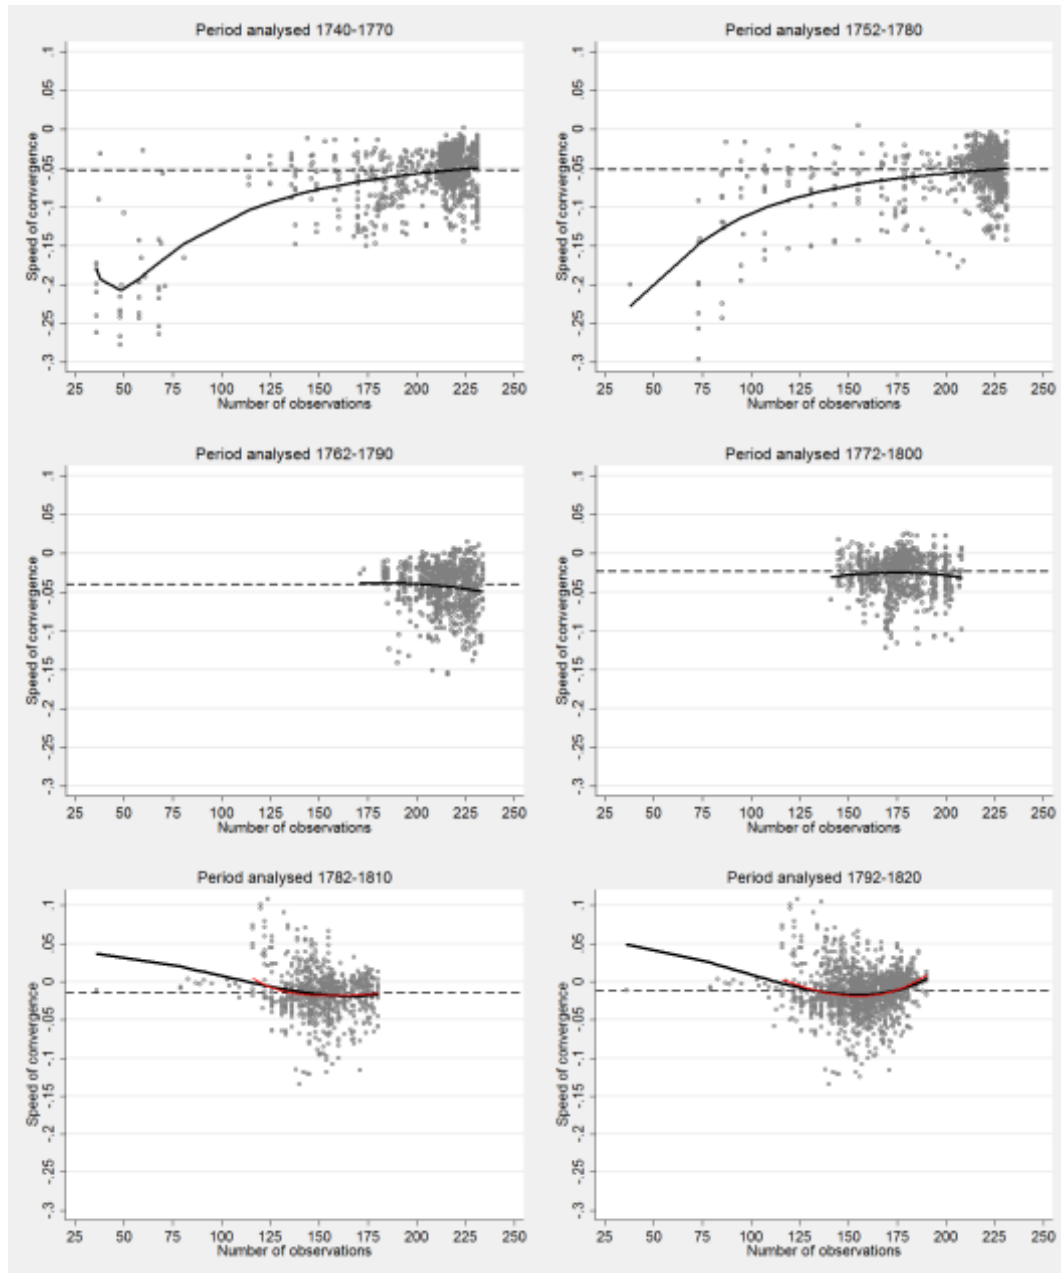 Period analysed 1740-1770
Speed of convergence
.1
.05
0
-.05
-.1
-.15
-.2
-.25
-.3
25 50 75 100 125 150 175 200 225 250
Number of observations
Period analysed 1752-1780
Speed of convergence
.1
.05
0
-.05
-.1
-.15
-.2
-.25
-.3
25 50 75 100 125 150 175 200 225 250
Number of observations
Period analysed 1762-1790
Speed of convergence
.1
.05
0
-.05
-.1
-.15
-.2
-.25
-.3
25 50 75 100 125 150 175 200 225 250
Number of observations
Period analysed 1772-1800
Speed of convergence
.1
.05
0
-.05
-.1
-.15
-.2
-.25
-.3
25 50 75 100 125 150 175 200 225 250
Number of observations
Period analysed 1782-1810
Speed of convergence
.1
.05
0
-.05
-.1
-.15
-.2
-.25
-.3
25 50 75 100 125 150 175 200 225 250
Number of observations
Period analysed 1792-1820
Speed of convergence
.1
.05
0
-.05
-.1
-.15
-.2
-.25
-.3
25 50 75 100 125 150 175 200 225 250
Number of observations